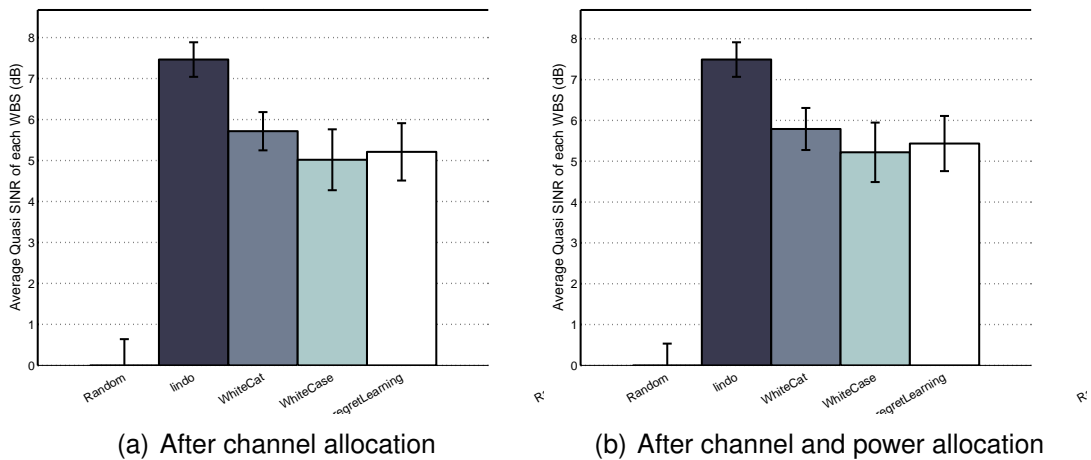 Average Quasi SINR of each WBS (dB)
8
7
6
5
4
3
2
1
0
Random
lindo
WhiteCat
WhiteCase
regretLearning
(a) After channel allocation
Average Quasi SINR of each WBS (dB)
8
7
6
5
4
3
2
1
0
R
Random
lindo
WhiteCat
WhiteCase
regretLearning
R
(b) After channel and power allocation